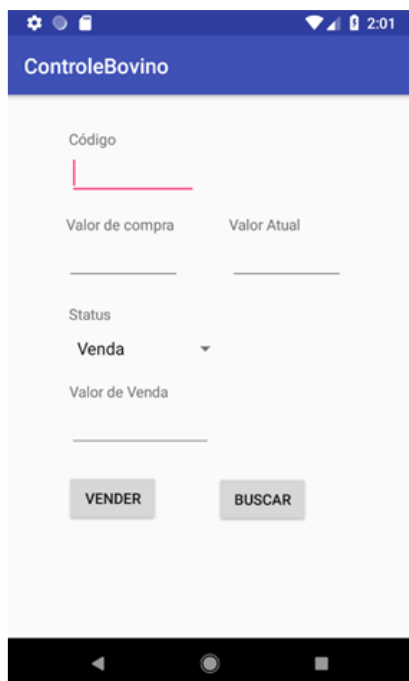 2:01
ControleBovino
Código
Valor de compra Valor Atual
Status
Venda
Valor de Venda
VENDER BUSCAR